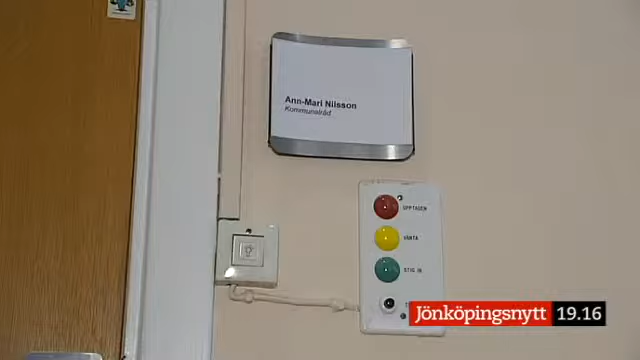 Ann-Mari Nilsson
Kommunalråd
UPPTAGEN
VÄNTA
STIG IN
Jönköpingsnytt 19.16